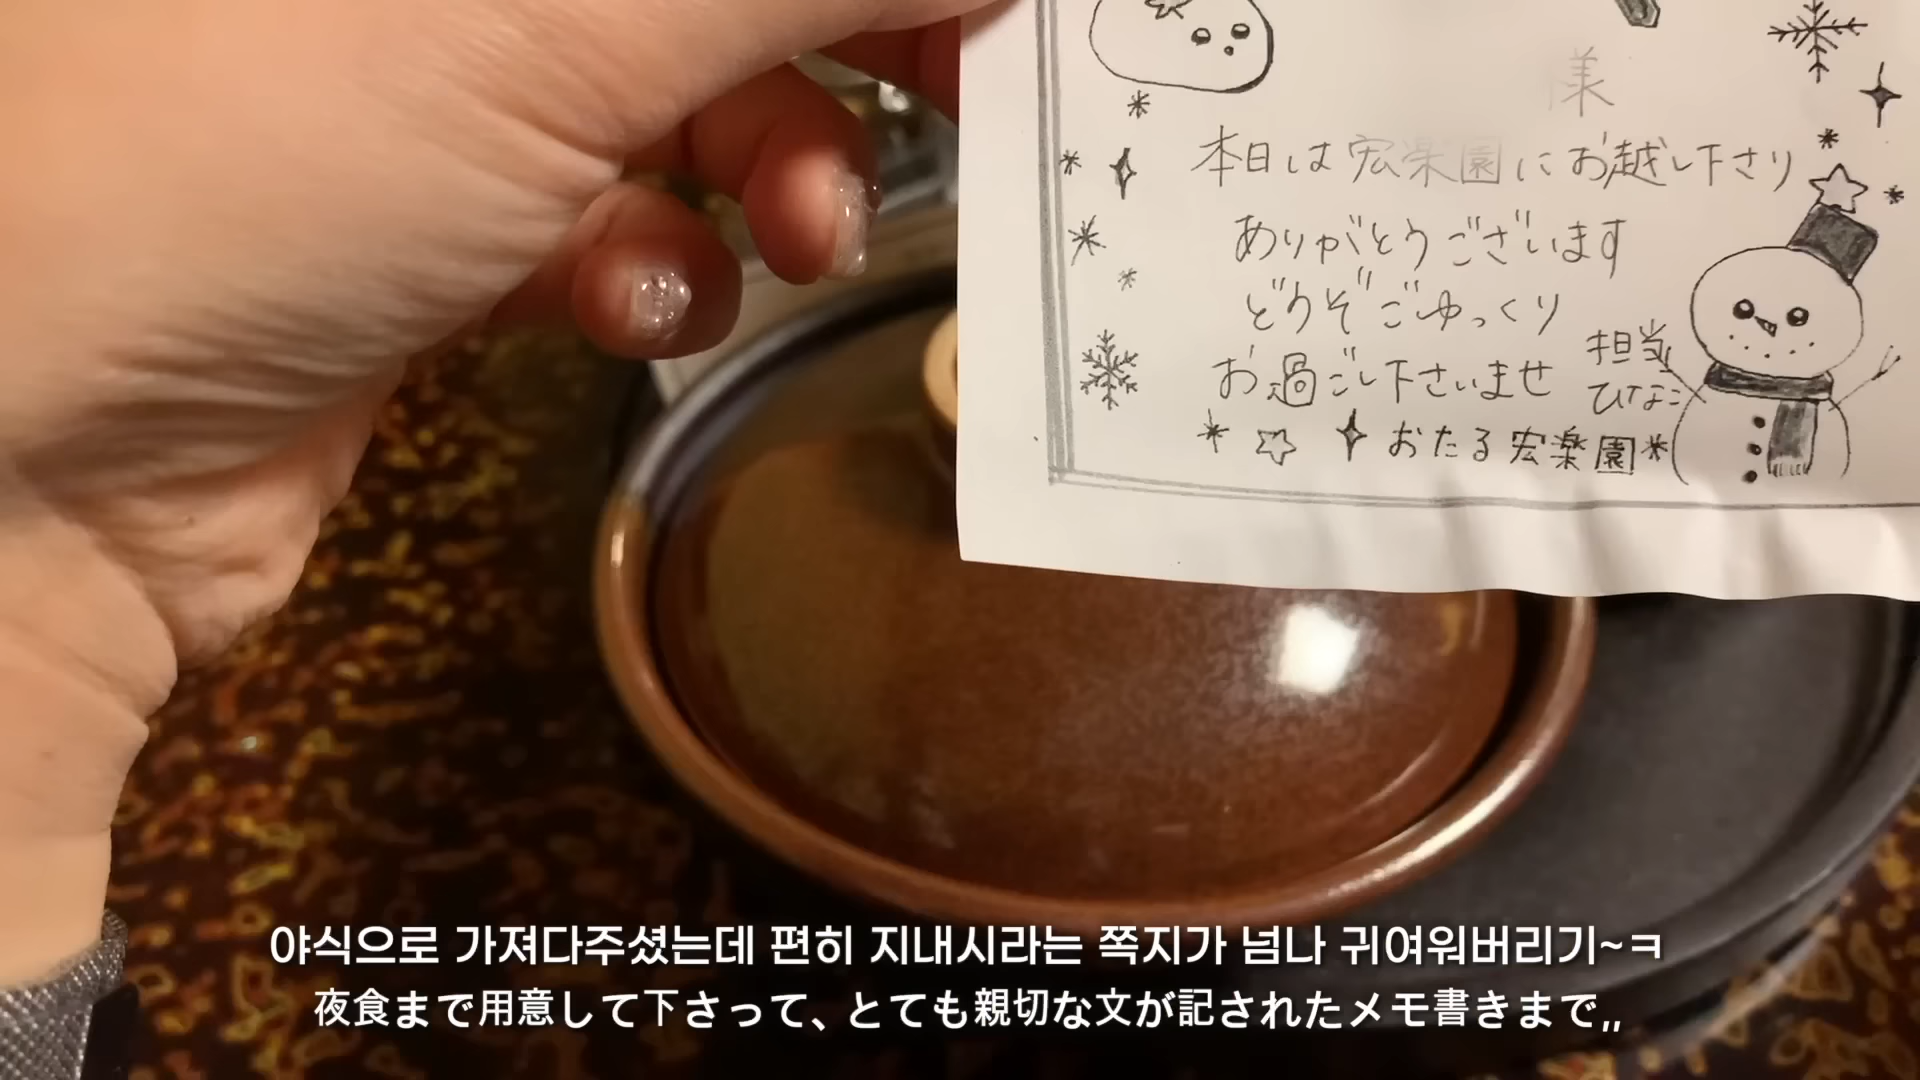 様
本日は宏楽園にお越し下さり
ありがとうございます
どうぞごゆっくり
お過ごし下さいませ
担当
ひなこ
おたる宏楽園
야식으로 가져다주셨는데 편히 지내시라는 쪽지가 넘나 귀여워버리기~ㅋ
夜食まで用意して下さって、とても親切な文が記されたメモ書きまで,,